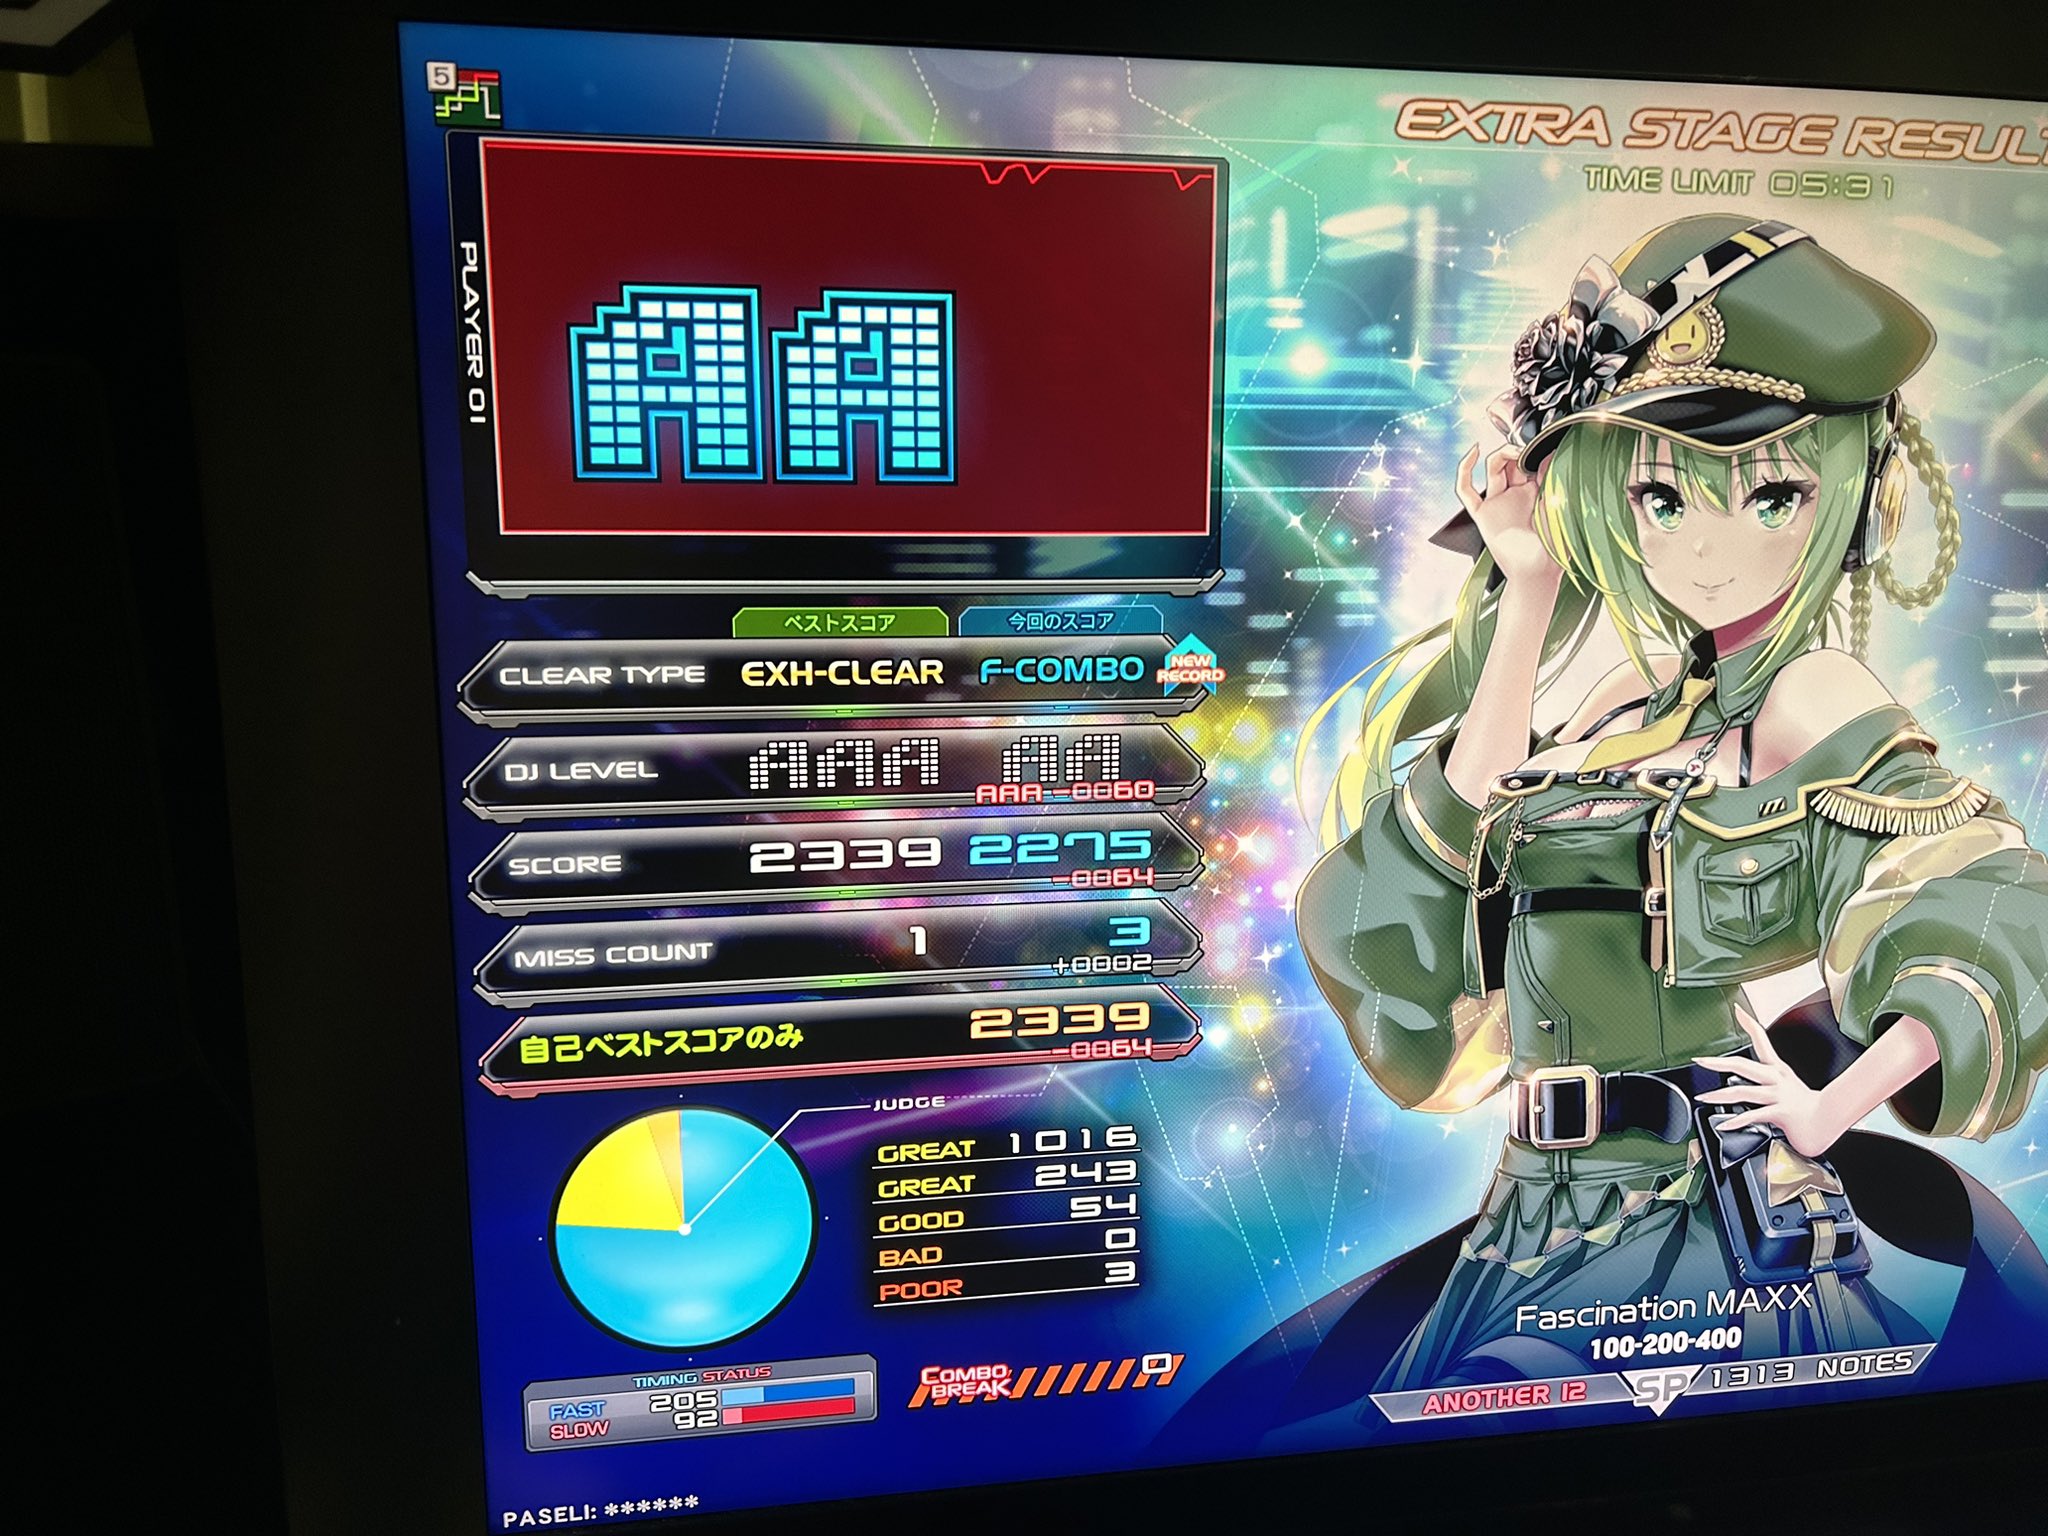 5
EXTRA STAGE RESULT
TIME LIMIT 05:31
PLAYER 01
AA
ベストスコア 今回のスコア
CLEAR TYPE EXH-CLEAR F-COMBO NEW RECORD
DJ LEVEL AAA AA
AAA -0060
SCORE 2339 2275
-0064
MISS COUNT 1 3
+0002
自己ベストスコアのみ 2339
-0064
JUDGE
GREAT 1016
GREAT 243
GOOD 54
BAD 0
POOR 3
TIMING STATUS
FAST 205
SLOW 92
COMBO BREAK 0
Fascination MAXX
100-200-400
ANOTHER 12 SP 1313 NOTES
PASELI: ******